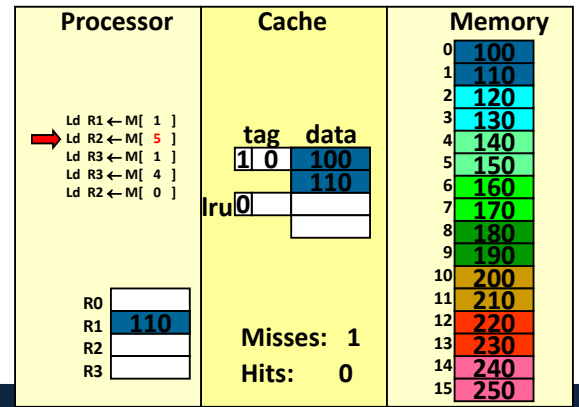 Processor
Ld R1 ← M[ 1 ]
Ld R2 ← M[ 5 ]
Ld R3 ← M[ 1 ]
Ld R3 ← M[ 4 ]
Ld R2 ← M[ 0 ]
R0
R1 110
R2
R3
Cache
tag data
1 0 100
110
lru 0
Misses: 1
Hits: 0
Memory
0 100
1 110
2 120
3 130
4 140
5 150
6 160
7 170
8 180
9 190
10 200
11 210
12 220
13 230
14 240
15 250